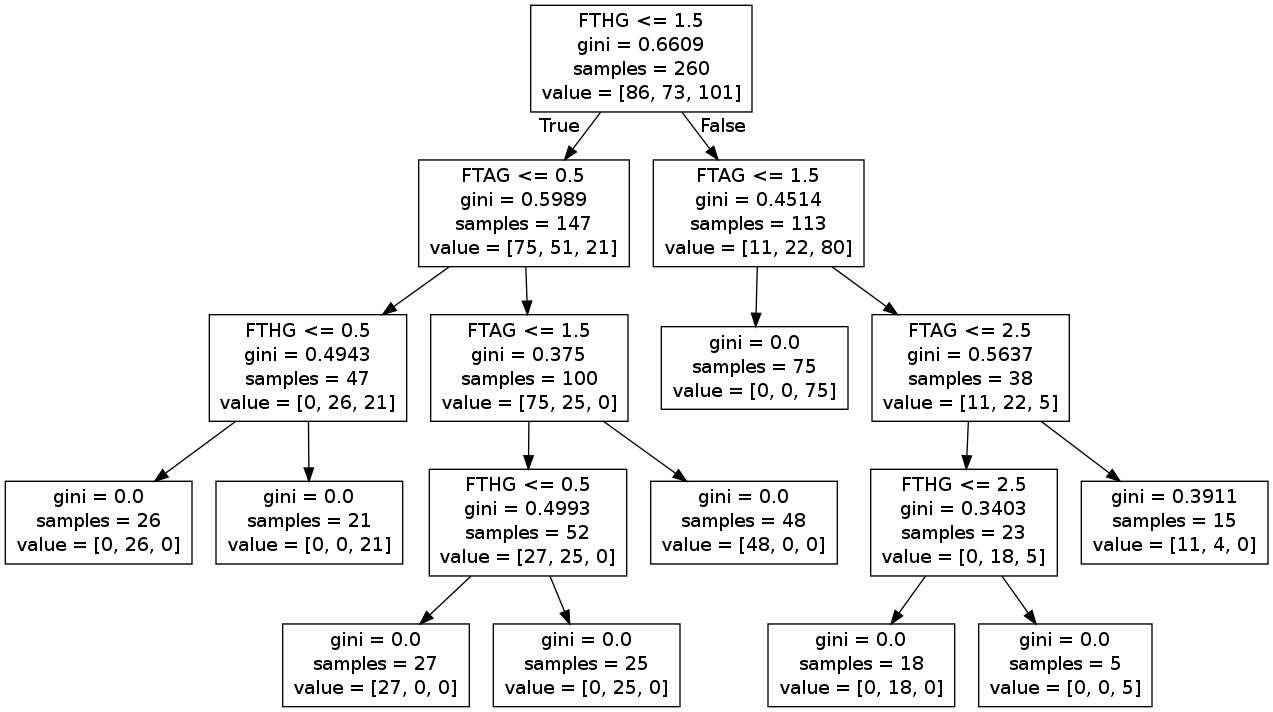 FTHG <= 1.5
gini = 0.6609
samples = 260
value = [86, 73, 101]
True
False
FTAG <= 0.5
gini = 0.5989
samples = 147
value = [75, 51, 21]
FTAG <= 1.5
gini = 0.4514
samples = 113
value = [11, 22, 80]
FTHG <= 0.5
gini = 0.4943
samples = 47
value = [0, 26, 21]
FTAG <= 1.5
gini = 0.375
samples = 100
value = [75, 25, 0]
gini = 0.0
samples = 75
value = [0, 0, 75]
FTAG <= 2.5
gini = 0.5637
samples = 38
value = [11, 22, 5]
gini = 0.0
samples = 26
value = [0, 26, 0]
gini = 0.0
samples = 21
value = [0, 0, 21]
FTHG <= 0.5
gini = 0.4993
samples = 52
value = [27, 25, 0]
gini = 0.0
samples = 48
value = [48, 0, 0]
FTHG <= 2.5
gini = 0.3403
samples = 23
value = [0, 18, 5]
gini = 0.3911
samples = 15
value = [11, 4, 0]
gini = 0.0
samples = 27
value = [27, 0, 0]
gini = 0.0
samples = 25
value = [0, 25, 0]
gini = 0.0
samples = 18
value = [0, 18, 0]
gini = 0.0
samples = 5
value = [0, 0, 5]